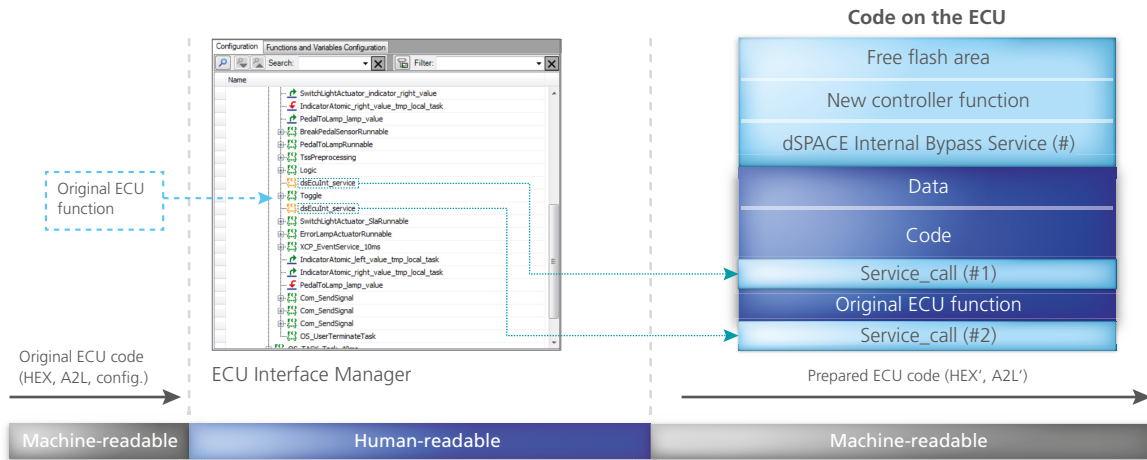 Code on the ECU
Configuration Functions and Variables Configuration
Search: Filter:
Name
SwitchLightActuator_indicator_right_value
IndicatorAtomic_right_value_tmp_local_task
PedalToLamp_lamp_value
BreakPedalSensorRunnable
PedalToLampRunnable
TssPreprocessing
Logic
dsEcuInt_service
Toggle
dsEcuInt_service
SwitchLightActuator_SlaRunnable
ErrorLampActuatorRunnable
XCP_EventService_10ms
IndicatorAtomic_left_value_tmp_local_task
IndicatorAtomic_right_value_tmp_local_task
PedalToLamp_lamp_value
Com_SendSignal
Com_SendSignal
Com_SendSignal
OS_UserTerminateTask
Original ECU
function
Free flash area
New controller function
dSPACE Internal Bypass Service (#)
Data
Code
Service_call (#1)
Original ECU function
Service_call (#2)
Original ECU code
(HEX, A2L, config.)
ECU Interface Manager
Prepared ECU code (HEX’, A2L’)
Machine-readable
Human-readable
Machine-readable